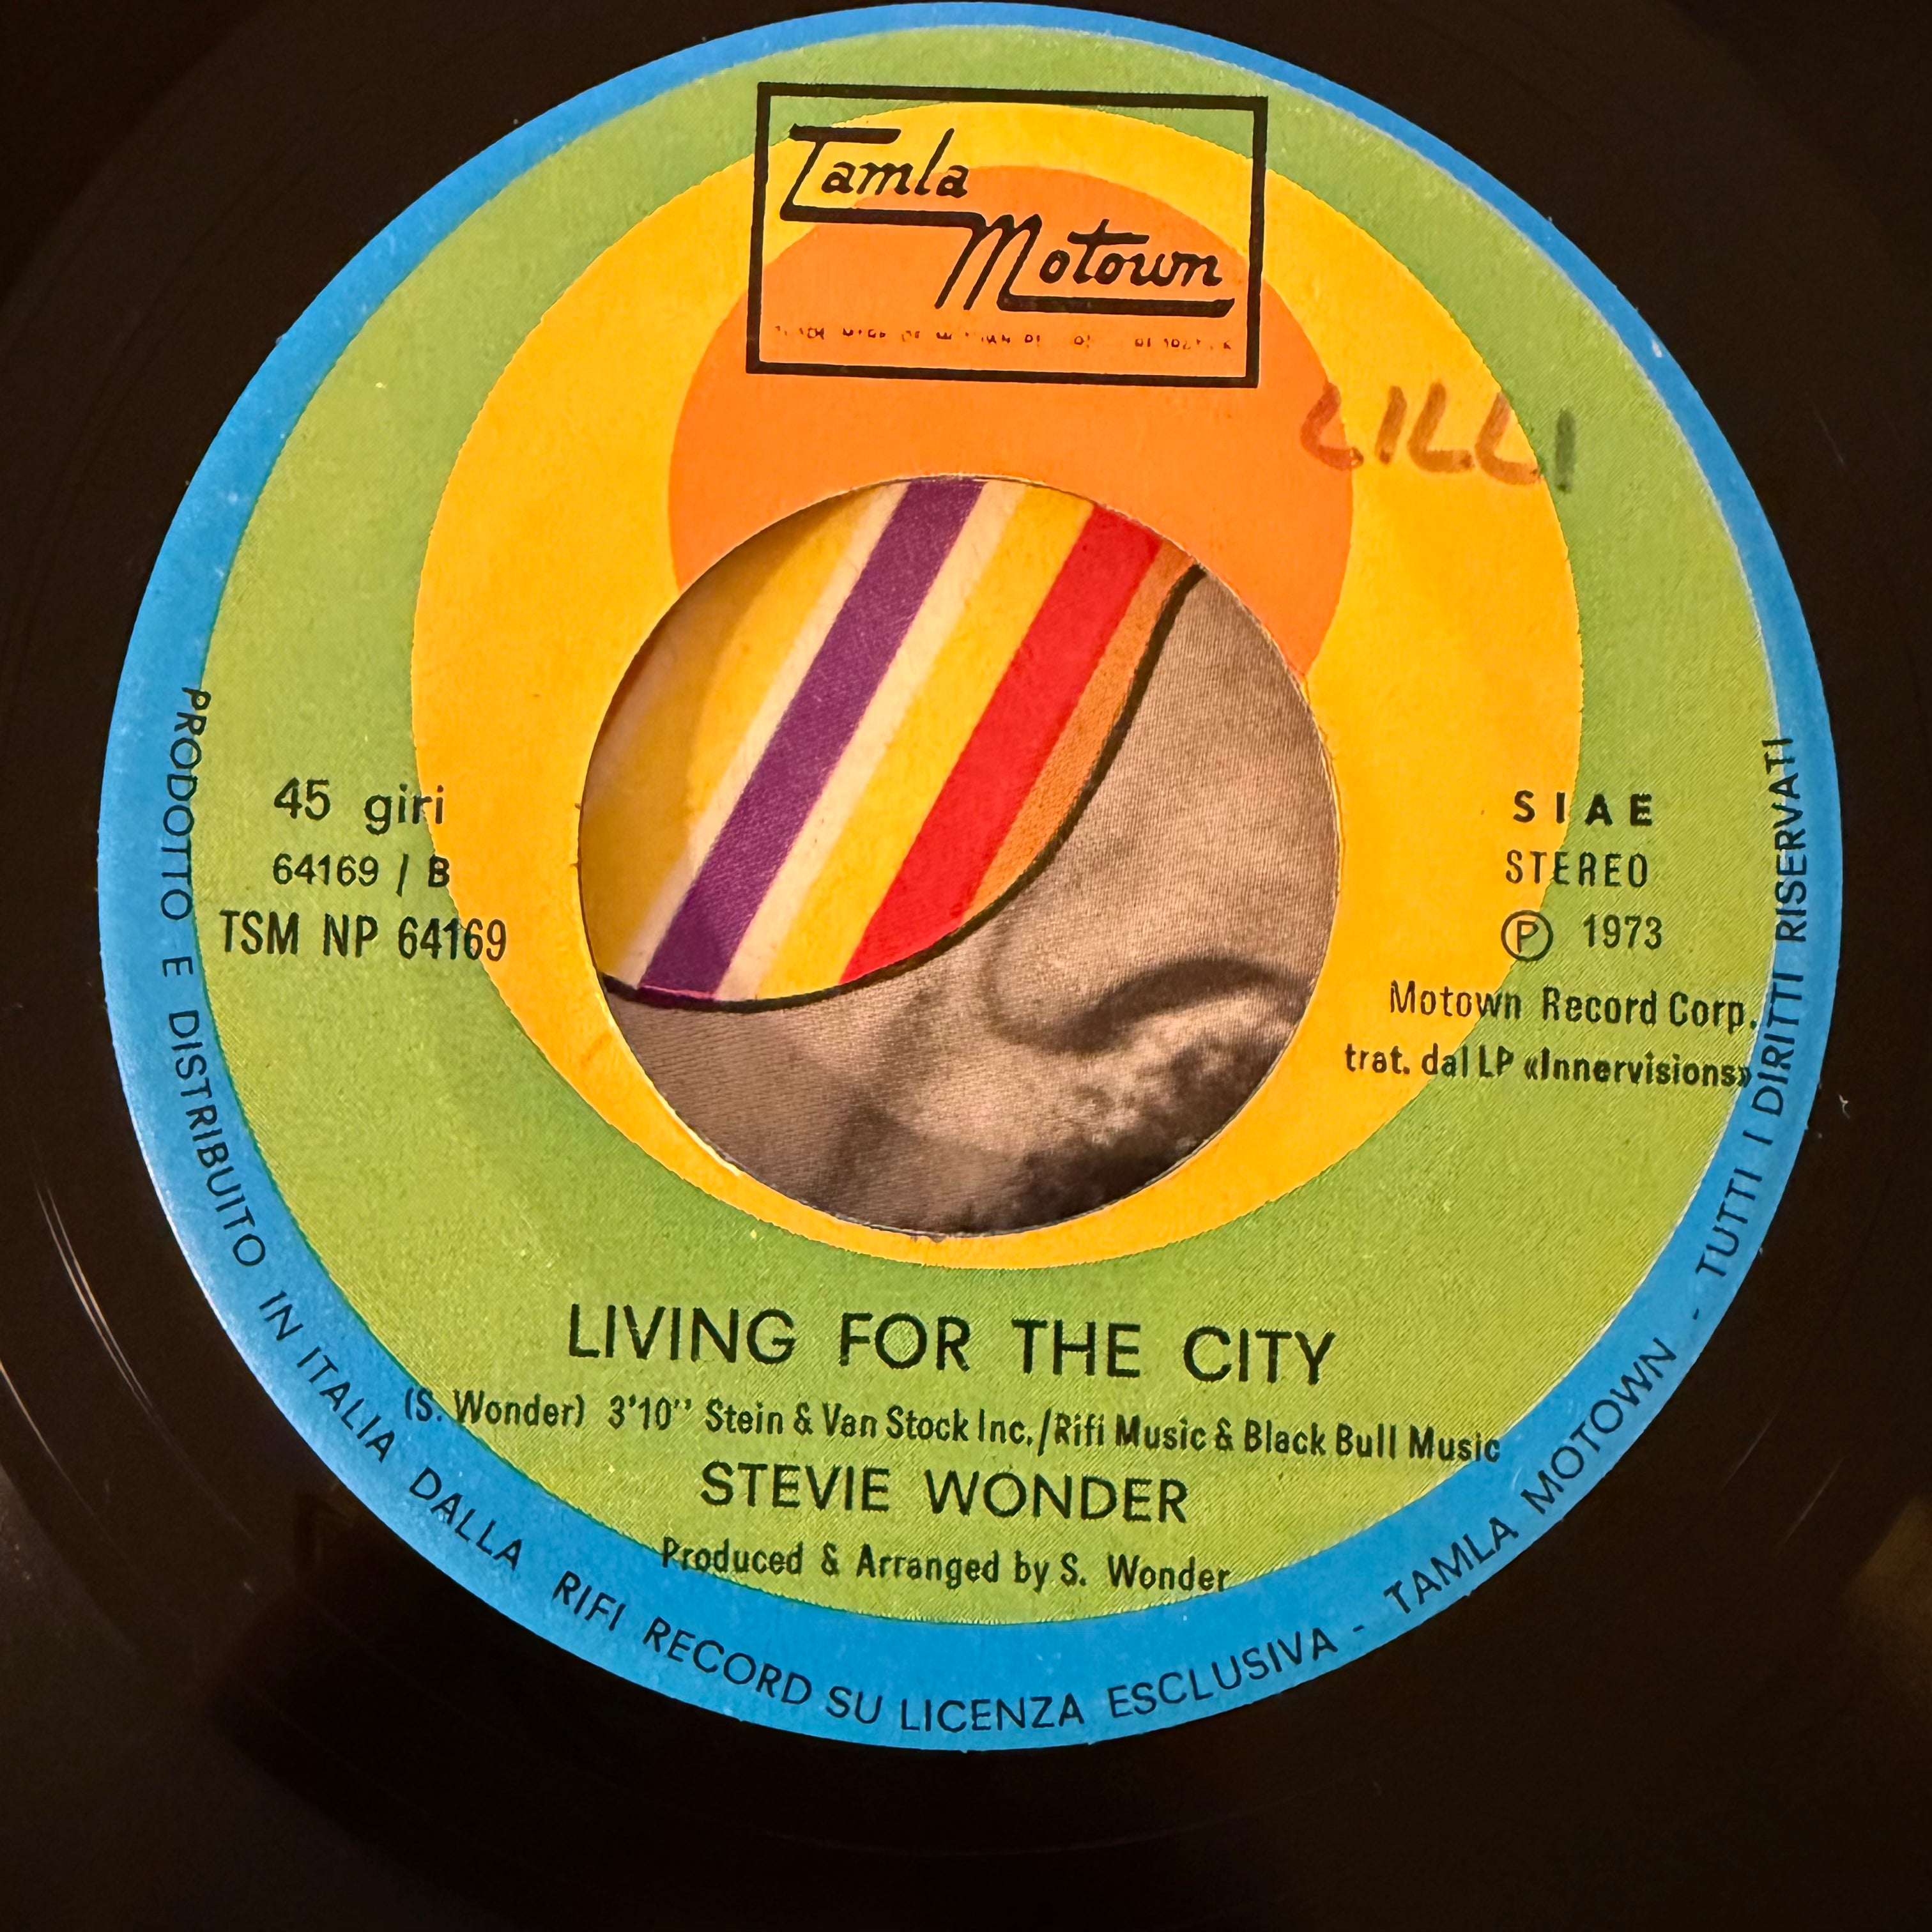 Tamla
Motown
LILLI
45 giri
64169 / B
TSM NP 64169
S I A E
STEREO
Ⓟ 1973
Motown Record Corp.
trat. dal LP «Innervisions»
LIVING FOR THE CITY
(S. Wonder) 3'10'' Stein & Van Stock Inc./Rifi Music & Black Bull Music
STEVIE WONDER
Produced & Arranged by S. Wonder
PRODOTTO E DISTRIBUITO IN ITALIA DALLA RIFI RECORD SU LICENZA ESCLUSIVA - TAMLA MOTOWN - TUTTI I DIRITTI RISERVATI